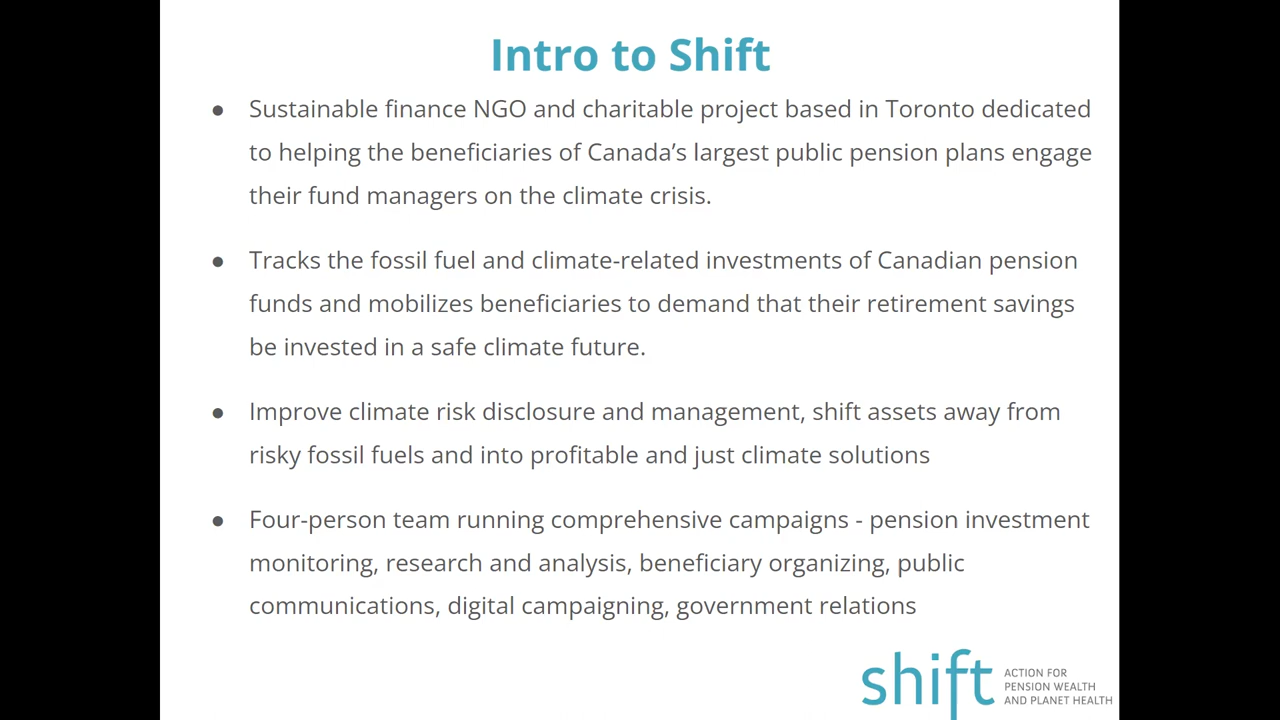 Intro to Shift
● Sustainable finance NGO and charitable project based in Toronto dedicated
to helping the beneficiaries of Canada’s largest public pension plans engage
their fund managers on the climate crisis.
● Tracks the fossil fuel and climate-related investments of Canadian pension
funds and mobilizes beneficiaries to demand that their retirement savings
be invested in a safe climate future.
● Improve climate risk disclosure and management, shift assets away from
risky fossil fuels and into profitable and just climate solutions
● Four-person team running comprehensive campaigns - pension investment
monitoring, research and analysis, beneficiary organizing, public
communications, digital campaigning, government relations
shift
ACTION FOR
PENSION WEALTH
AND PLANET HEALTH